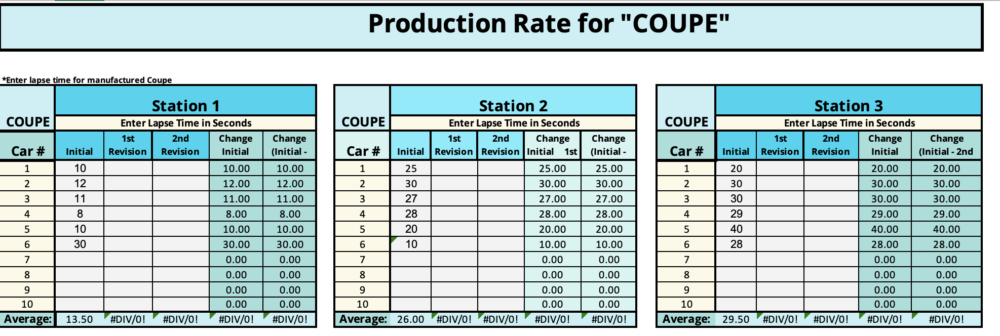 Production Rate for "COUPE"
*Enter lapse time for manufactured Coupe
Station 1 Station 2 Station 3
COUPE Enter Lapse Time in Seconds COUPE Enter Lapse Time in Seconds COUPE Enter Lapse Time in Seconds
1st 2nd Change Change 1st 2nd Change Change 1st 2nd Change Change
Car # Initial Revision Revision Initial (Initial - Car # Initial Revision Revision Initial 1st (Initial - Car # Initial Revision Revision Initial (Initial - 2nd
1 10 10.00 10.00 1 25 25.00 25.00 1 20 20.00 20.00
2 12 12.00 12.00 2 30 30.00 30.00 2 30 30.00 30.00
3 11 11.00 11.00 3 27 27.00 27.00 3 30 30.00 30.00
4 8 8.00 8.00 4 28 28.00 28.00 4 29 29.00 29.00
5 10 10.00 10.00 5 20 20.00 20.00 5 40 40.00 40.00
6 30 30.00 30.00 6 10 10.00 10.00 6 28 28.00 28.00
7 0.00 0.00 7 0.00 0.00 7 0.00 0.00
8 0.00 0.00 8 0.00 0.00 8 0.00 0.00
9 0.00 0.00 9 0.00 0.00 9 0.00 0.00
10 0.00 0.00 10 0.00 0.00 10 0.00 0.00
Average: 13.50 #DIV/0! #DIV/0! #DIV/0! #DIV/0! Average: 26.00 #DIV/0! #DIV/0! #DIV/0! #DIV/0! Average: 29.50 #DIV/0! #DIV/0! #DIV/0! #DIV/0!